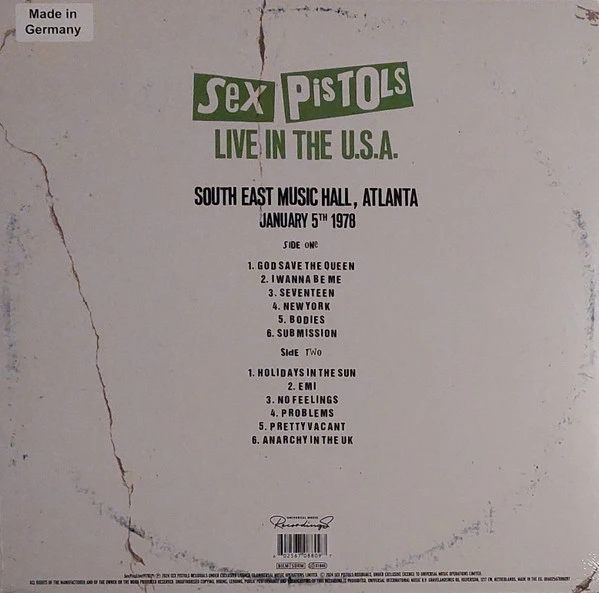 Made in
Germany
SEX PISTOLS
LIVE IN THE U.S.A.
SOUTH EAST MUSIC HALL, ATLANTA
JANUARY 5TH 1978
SIDE ONE
1. GOD SAVE THE QUEEN
2. I WANNA BE ME
3. SEVENTEEN
4. NEW YORK
5. BODIES
6. SUBMISSION
SIDE TWO
1. HOLIDAYS IN THE SUN
2. EMI
3. NO FEELINGS
4. PROBLEMS
5. PRETTY VACANT
6. ANARCHY IN THE UK
UNIVERSAL MUSIC
Recordings